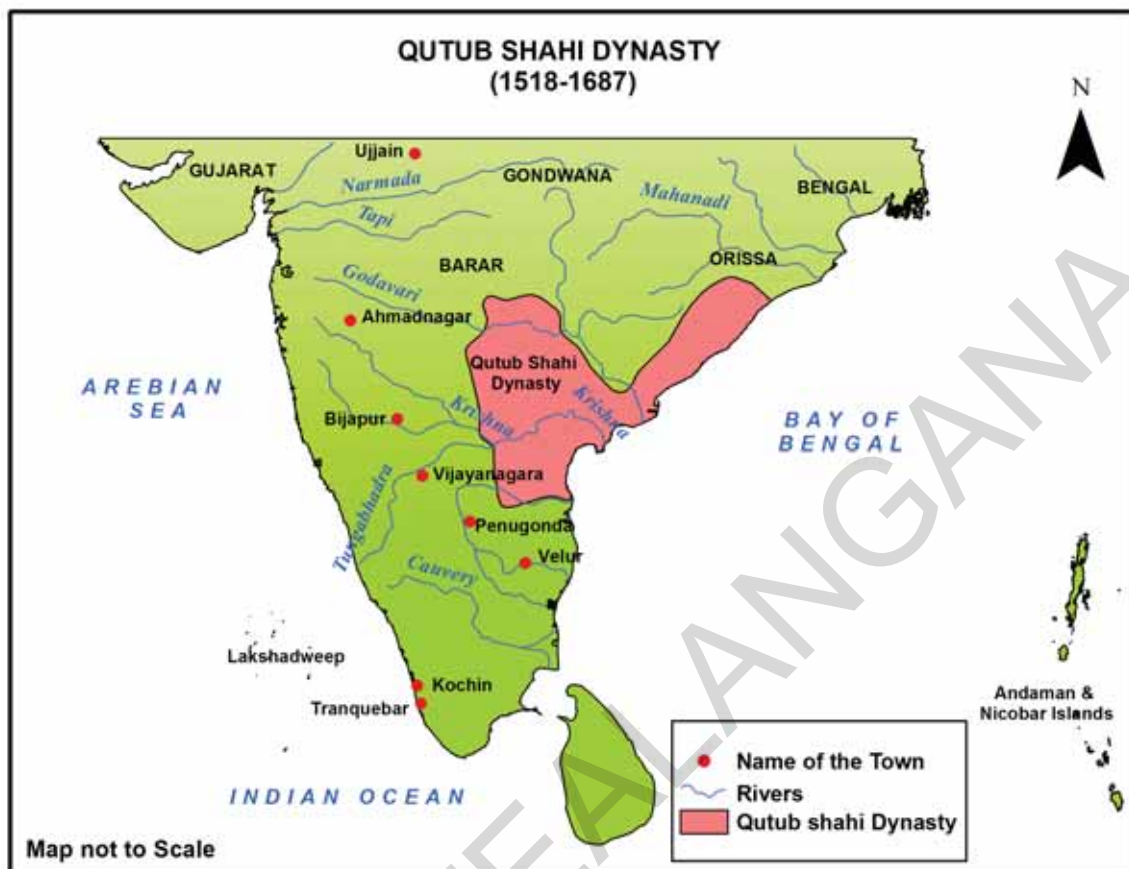 QUTUB SHAHI DYNASTY
(1518-1687)
N
Ujjain
GUJARAT
Narmada
GONDWANA
BENGAL
Mahanadi
Tapi
BARAR
ORISSA
Godavari
Ahmadnagar
Qutub Shahi
Dynasty
AREBIAN
SEA
Bijapur
Krishna
Krishna
BAY OF
BENGAL
Vijayanagara
Tungabhadra
Penugonda
Velur
Cauvery
Lakshadweep
Kochin
Tranquebar
Andaman &
Nicobar Islands
INDIAN OCEAN
Name of the Town
Rivers
Qutub shahi Dynasty
Map not to Scale
EALANGANA